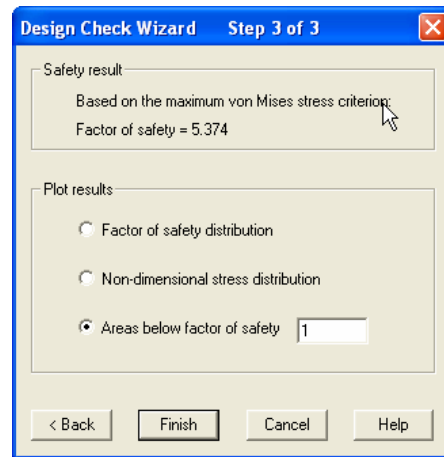 Design Check Wizard Step 3 of 3
Safety result
Based on the maximum von Mises stress criterion:
Factor of safety = 5.374
Plot results
Factor of safety distribution
Non-dimensional stress distribution
Areas below factor of safety 1
< Back Finish Cancel Help